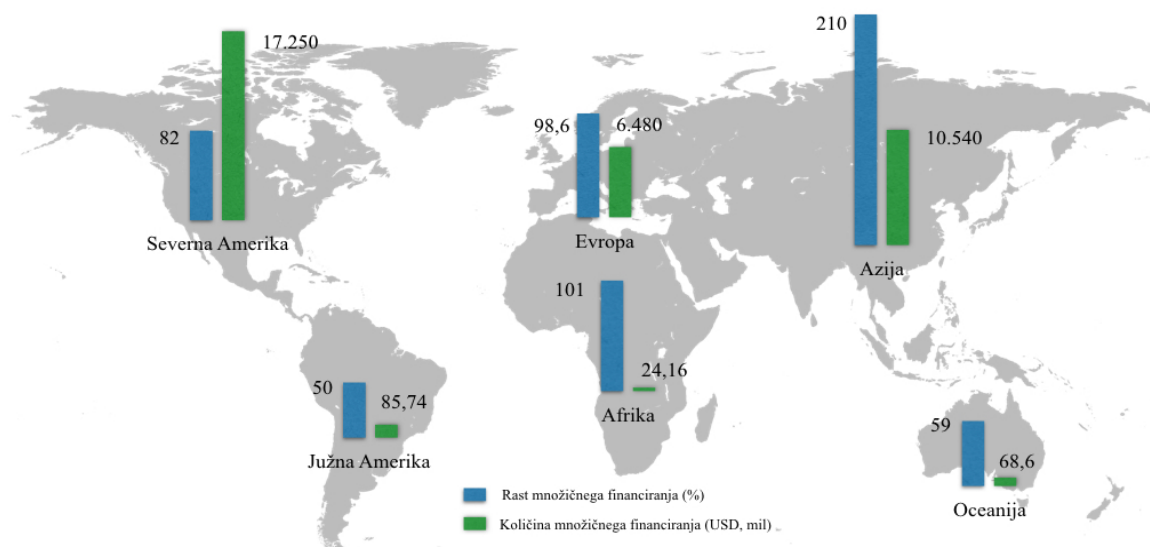 82
17.250
Severna Amerika
98,6
6.480
Evropa
210
10.540
Azija
50
85,74
Južna Amerika
101
24,16
Afrika
59
68,6
Oceanija
Rast množičnega financiranja (%)
Količina množičnega financiranja (USD, mil)